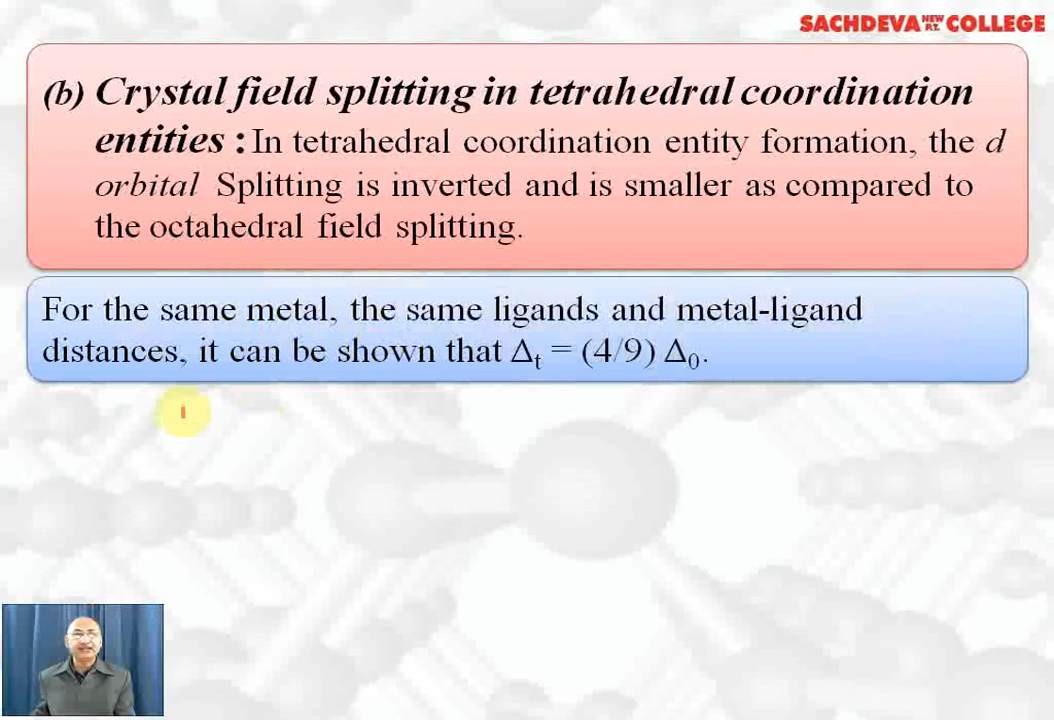 SACHDEVA NEW P.T. COLLEGE
(b) Crystal field splitting in tetrahedral coordination
entities : In tetrahedral coordination entity formation, the d
orbital Splitting is inverted and is smaller as compared to
the octahedral field splitting.
For the same metal, the same ligands and metal-ligand
distances, it can be shown that Δt = (4/9) Δ0.